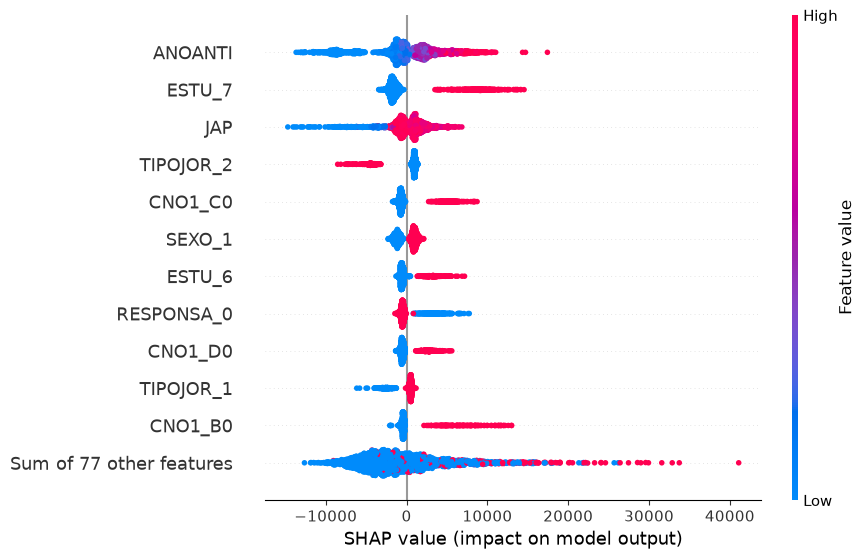 High
ANOANTI
ESTU_7
JAP
TIPOJOR_2
CNO1_C0
SEXO_1
ESTU_6
RESPONSA_0
CNO1_D0
TIPOJOR_1
CNO1_B0
Sum of 77 other features
Feature value
Low
−10000 0 10000 20000 30000 40000
SHAP value (impact on model output)